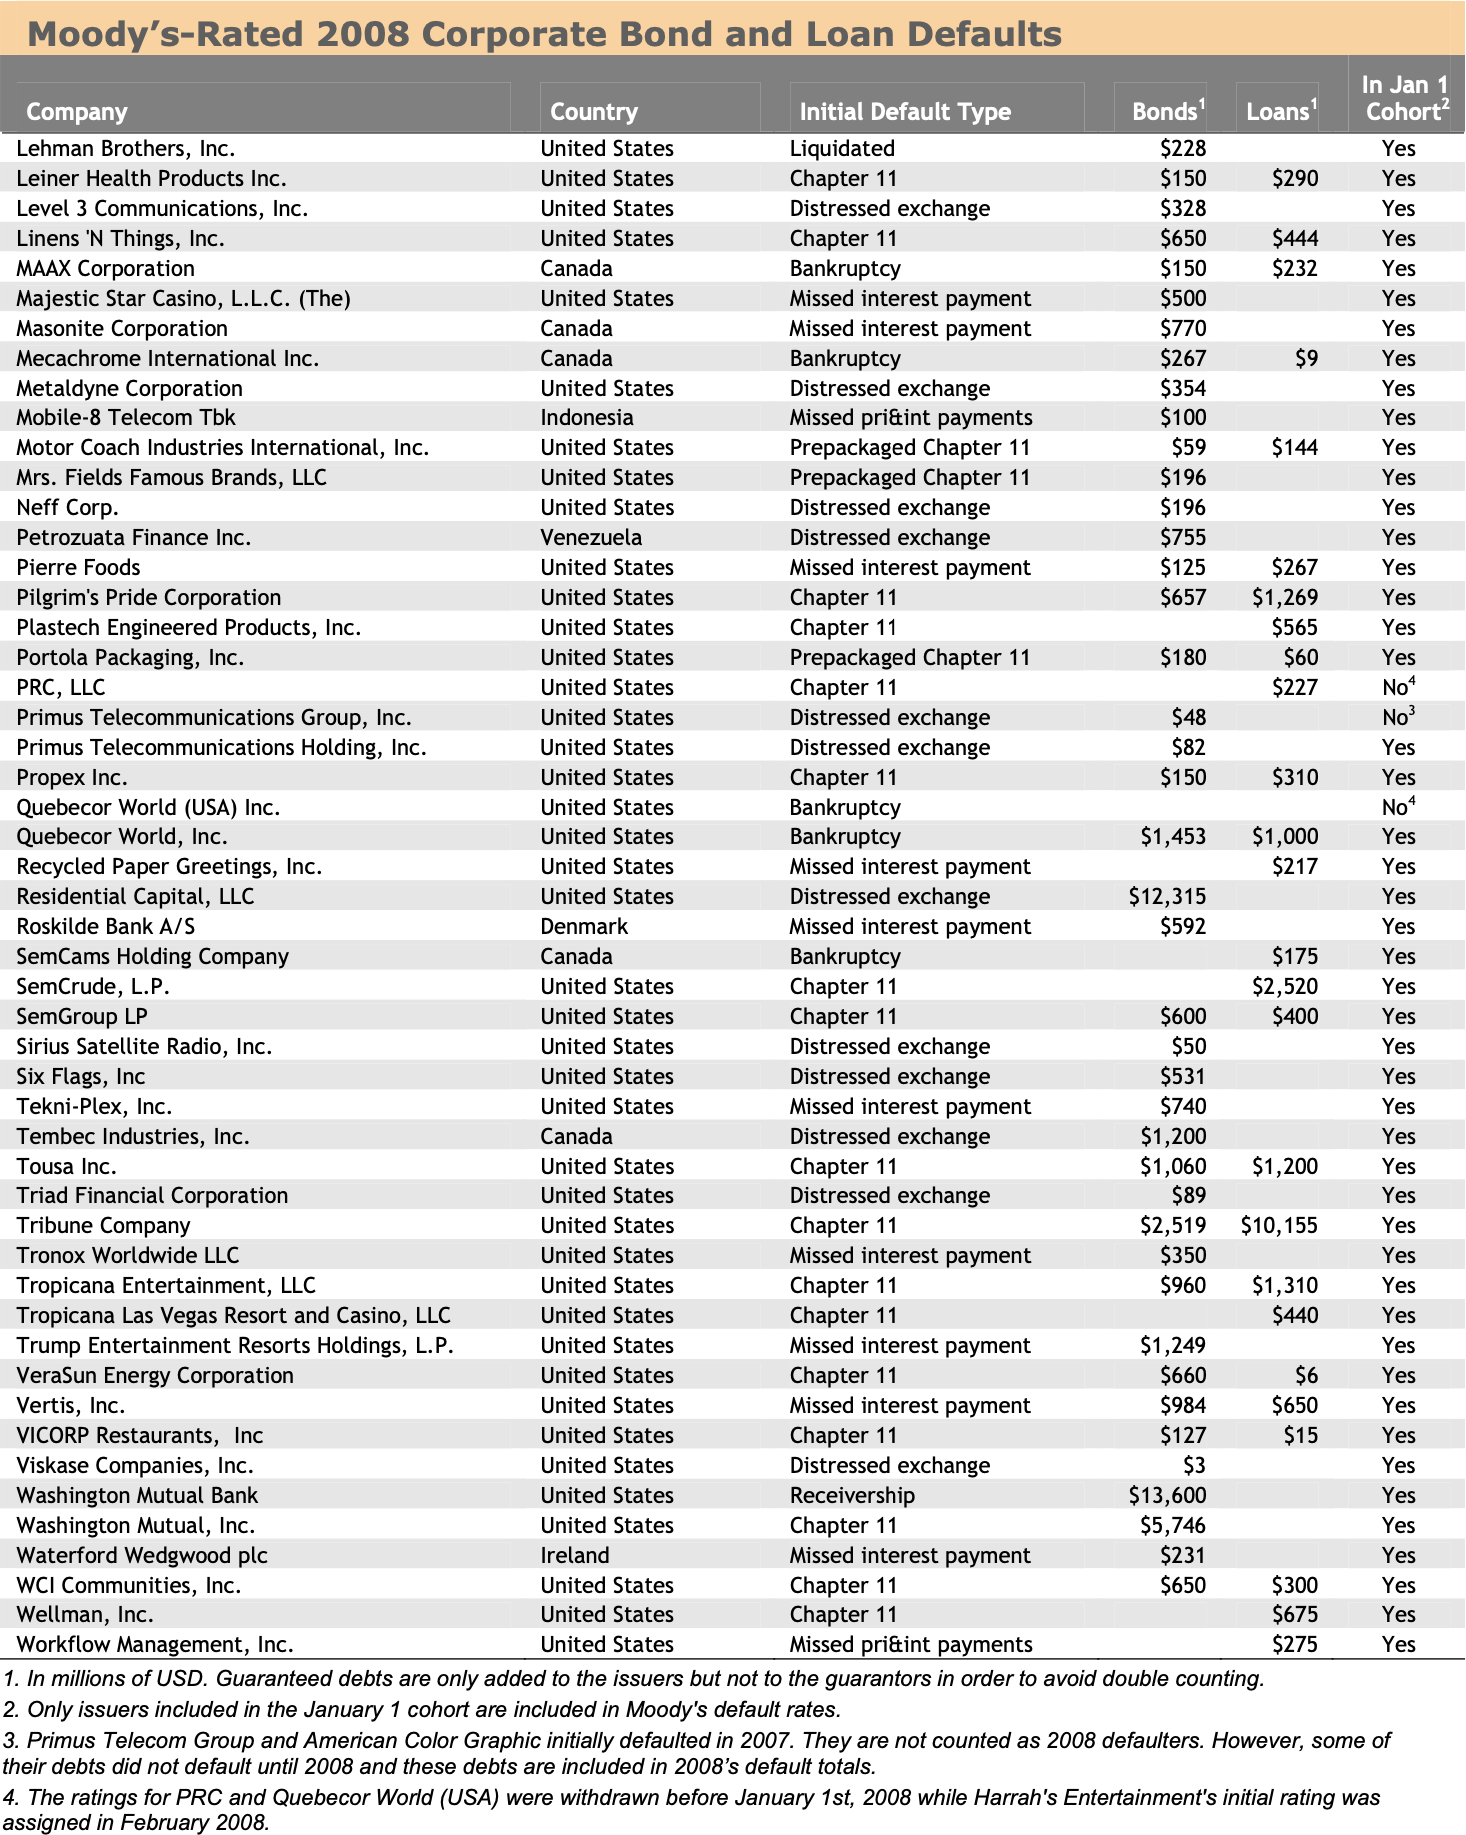 Moody's-Rated 2008 Corporate Bond and Loan Defaults
Company Country Initial Default Type Bonds1 Loans1 In Jan 1 Cohort2
Lehman Brothers, Inc. United States Liquidated $228 Yes
Leiner Health Products Inc. United States Chapter 11 $150 $290 Yes
Level 3 Communications, Inc. United States Distressed exchange $328 Yes
Linens 'N Things, Inc. United States Chapter 11 $650 $444 Yes
MAAX Corporation Canada Bankruptcy $150 $232 Yes
Majestic Star Casino, L.L.C. (The) United States Missed interest payment $500 Yes
Masonite Corporation Canada Missed interest payment $770 Yes
Mecachrome International Inc. Canada Bankruptcy $267 $9 Yes
Metaldyne Corporation United States Distressed exchange $354 Yes
Mobile-8 Telecom Tbk Indonesia Missed pri&int payments $100 Yes
Motor Coach Industries International, Inc. United States Prepackaged Chapter 11 $59 $144 Yes
Mrs. Fields Famous Brands, LLC United States Prepackaged Chapter 11 $196 Yes
Neff Corp. United States Distressed exchange $196 Yes
Petrozuata Finance Inc. Venezuela Distressed exchange $755 Yes
Pierre Foods United States Missed interest payment $125 $267 Yes
Pilgrim's Pride Corporation United States Chapter 11 $657 $1,269 Yes
Plastech Engineered Products, Inc. United States Chapter 11 $565 Yes
Portola Packaging, Inc. United States Prepackaged Chapter 11 $180 $60 Yes
PRC, LLC United States Chapter 11 $227 No4
Primus Telecommunications Group, Inc. United States Distressed exchange $48 No3
Primus Telecommunications Holding, Inc. United States Distressed exchange $82 Yes
Propex Inc. United States Chapter 11 $150 $310 Yes
Quebecor World (USA) Inc. United States Bankruptcy No4
Quebecor World, Inc. United States Bankruptcy $1,453 $1,000 Yes
Recycled Paper Greetings, Inc. United States Missed interest payment $217 Yes
Residential Capital, LLC United States Distressed exchange $12,315 Yes
Roskilde Bank A/S Denmark Missed interest payment $592 Yes
SemCams Holding Company Canada Bankruptcy $175 Yes
SemCrude, L.P. United States Chapter 11 $2,520 Yes
SemGroup LP United States Chapter 11 $600 $400 Yes
Sirius Satellite Radio, Inc. United States Distressed exchange $50 Yes
Six Flags, Inc United States Distressed exchange $531 Yes
Tekni-Plex, Inc. United States Missed interest payment $740 Yes
Tembec Industries, Inc. Canada Distressed exchange $1,200 Yes
Tousa Inc. United States Chapter 11 $1,060 $1,200 Yes
Triad Financial Corporation United States Distressed exchange $89 Yes
Tribune Company United States Chapter 11 $2,519 $10,155 Yes
Tronox Worldwide LLC United States Missed interest payment $350 Yes
Tropicana Entertainment, LLC United States Chapter 11 $960 $1,310 Yes
Tropicana Las Vegas Resort and Casino, LLC United States Chapter 11 $440 Yes
Trump Entertainment Resorts Holdings, L.P. United States Missed interest payment $1,249 Yes
VeraSun Energy Corporation United States Chapter 11 $660 $6 Yes
Vertis, Inc. United States Missed interest payment $984 $650 Yes
VICORP Restaurants, Inc United States Chapter 11 $127 $15 Yes
Viskase Companies, Inc. United States Distressed exchange $3 Yes
Washington Mutual Bank United States Receivership $13,600 Yes
Washington Mutual, Inc. United States Chapter 11 $5,746 Yes
Waterford Wedgwood plc Ireland Missed interest payment $231 Yes
WCI Communities, Inc. United States Chapter 11 $650 $300 Yes
Wellman, Inc. United States Chapter 11 $675 Yes
Workflow Management, Inc. United States Missed pri&int payments $275 Yes
1. In millions of USD. Guaranteed debts are only added to the issuers but not to the guarantors in order to avoid double counting.
2. Only issuers included in the January 1 cohort are included in Moody's default rates.
3. Primus Telecom Group and American Color Graphic initially defaulted in 2007. They are not counted as 2008 defaulters. However, some of
their debts did not default until 2008 and these debts are included in 2008's default totals.
4. The ratings for PRC and Quebecor World (USA) were withdrawn before January 1st, 2008 while Harrah's Entertainment's initial rating was
assigned in February 2008.